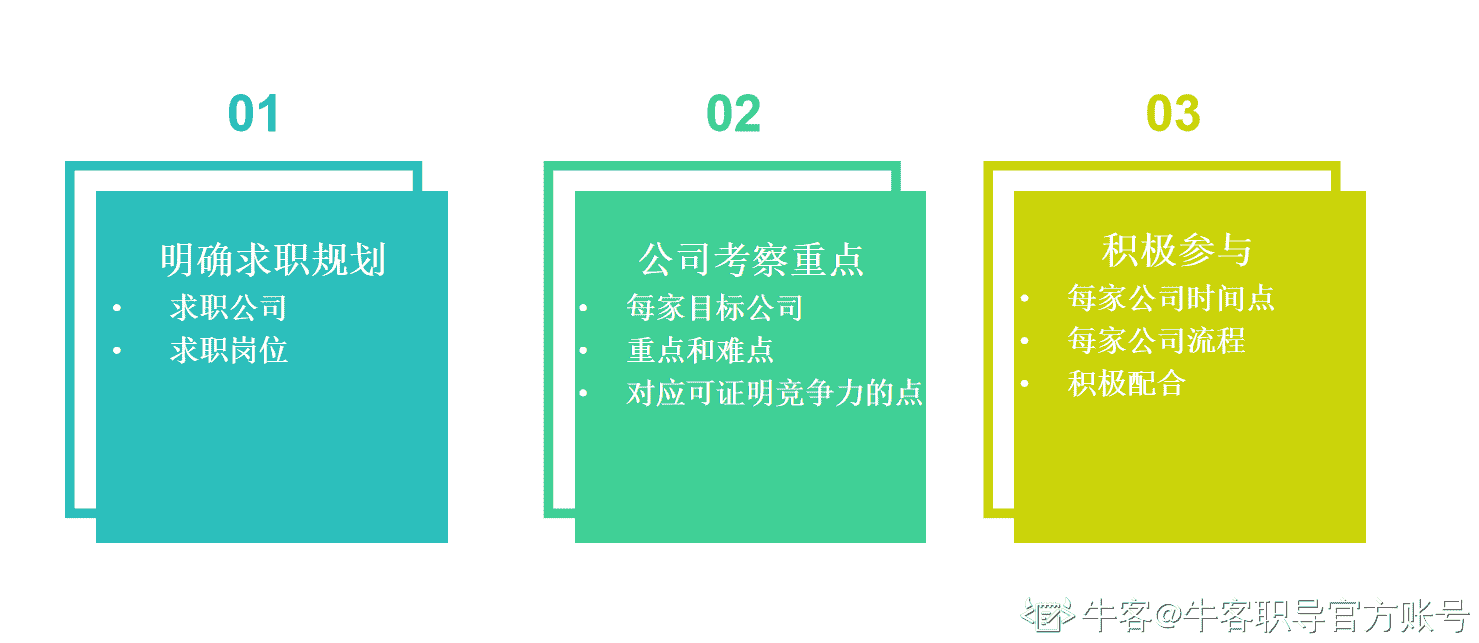 01
明确求职规划
• 求职公司
• 求职岗位
02
公司考察重点
• 每家目标公司
• 重点和难点
• 对应可证明竞争力的点
03
积极参与
• 每家公司时间点
• 每家公司流程
• 积极配合
牛客@牛客职导官方账号